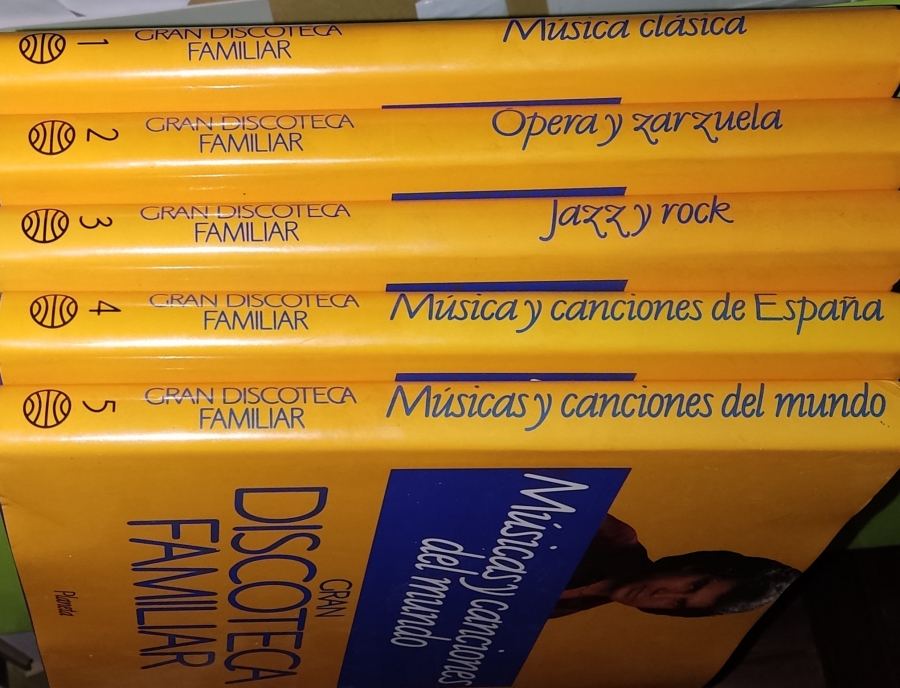 1
GRAN DISCOTECA
FAMILIAR
Música clásica
2
GRAN DISCOTECA
FAMILIAR
Opera y zarzuela
3
GRAN DISCOTECA
FAMILIAR
Jazz y rock
4
GRAN DISCOTECA
FAMILIAR
Música y canciones de España
5
GRAN DISCOTECA
FAMILIAR
Músicas y canciones del mundo
GRAN
DISCOTECA
FAMILIAR
Planeta
Músicas y canciones
del mundo